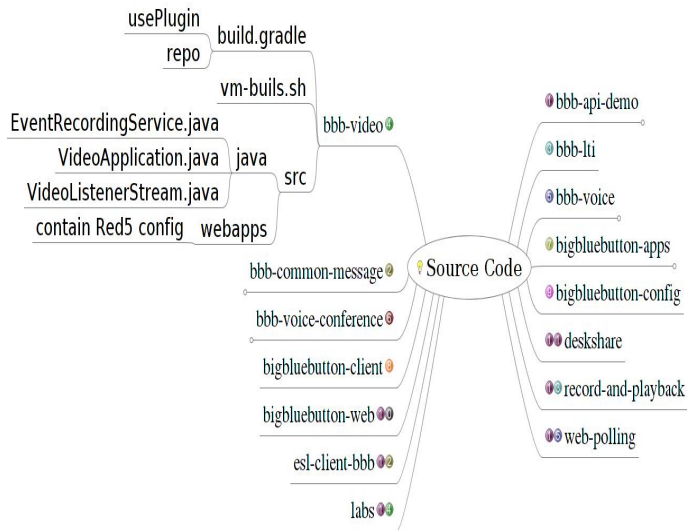 usePlugin
build.gradle
repo
vm-buils.sh
bbb-video
EventRecordingService.java
VideoApplication.java
java
VideoListenerStream.java
src
contain Red5 config
webapps
Source Code
bbb-common-message
bbb-voice-conference
bigbluebutton-client
bigbluebutton-web
esl-client-bbb
labs
bbb-api-demo
bbb-lti
bbb-voice
bigbluebutton-apps
bigbluebutton-config
deskshare
record-and-playback
web-polling